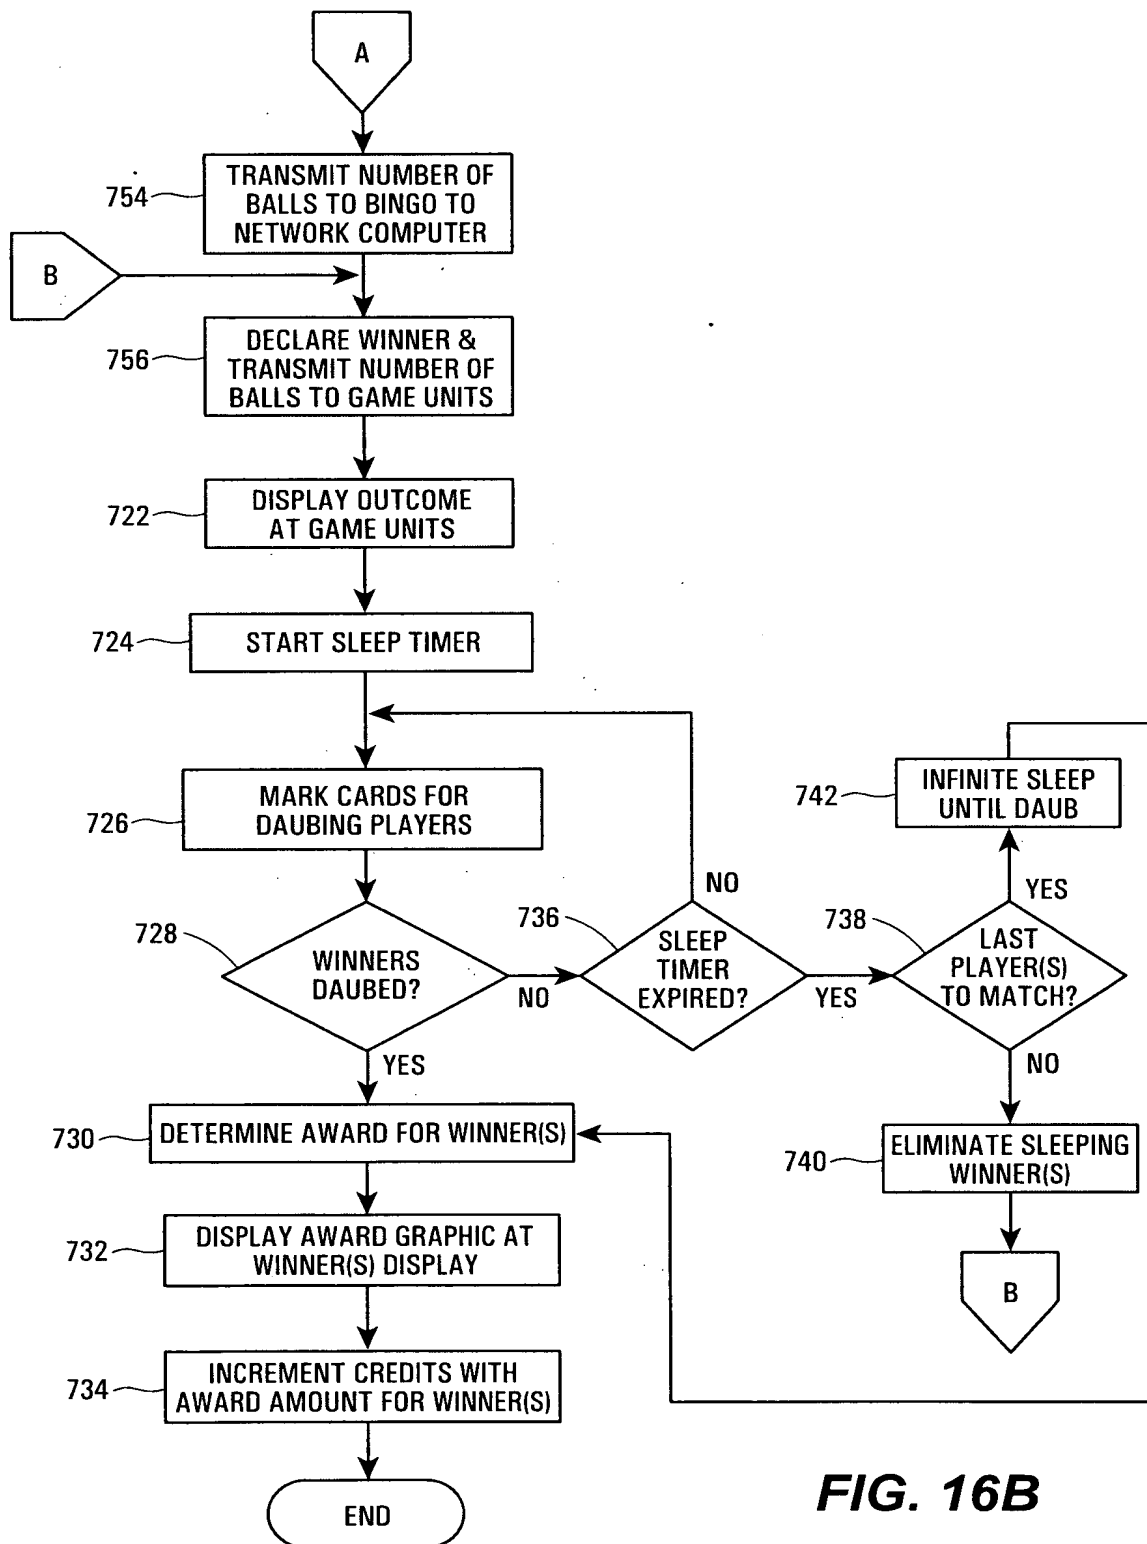 A
754
TRANSMIT NUMBER OF
BALLS TO BINGO TO
NETWORK COMPUTER
B
756
DECLARE WINNER &
TRANSMIT NUMBER OF
BALLS TO GAME UNITS
722
DISPLAY OUTCOME
AT GAME UNITS
724
START SLEEP TIMER
726
MARK CARDS FOR
DAUBING PLAYERS
742
INFINITE SLEEP
UNTIL DAUB
728
WINNERS
DAUBED?
NO
YES
736
SLEEP
TIMER
EXPIRED?
NO
YES
738
LAST
PLAYER(S)
TO MATCH?
YES
NO
730
DETERMINE AWARD FOR WINNER(S)
740
ELIMINATE SLEEPING
WINNER(S)
732
DISPLAY AWARD GRAPHIC AT
WINNER(S) DISPLAY
B
734
INCREMENT CREDITS WITH
AWARD AMOUNT FOR WINNER(S)
END
FIG. 16B